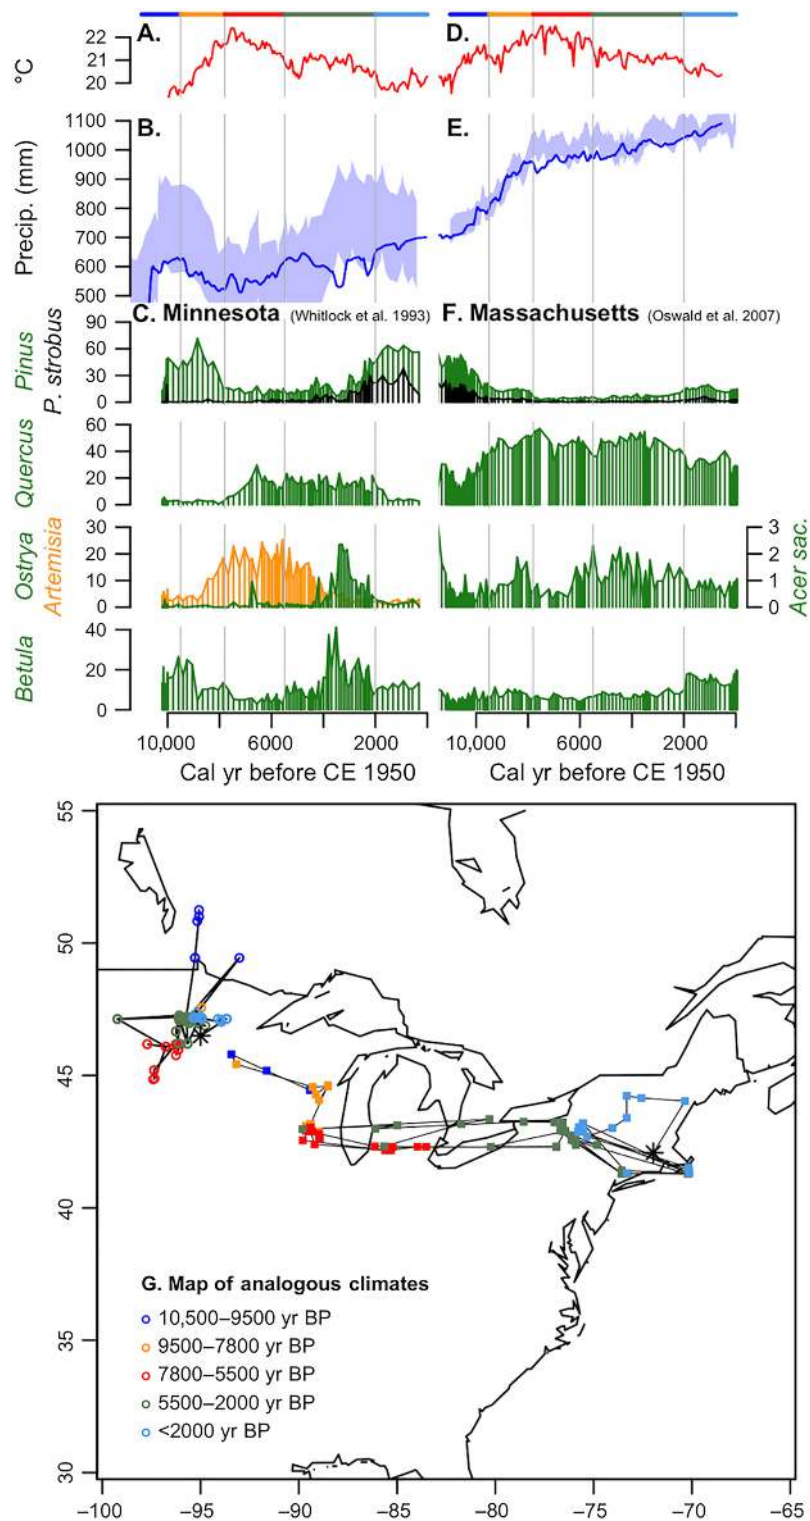 A.
D.
22
21
20
°C
B.
E.
1100
1000
900
800
700
600
500
Precip. (mm)
C. Minnesota (Whitlock et al. 1993)
F. Massachusetts (Oswald et al. 2007)
90
60
30
0
Pinus
P. strobus
60
40
20
0
Quercus
30
20
10
0
Ostrya
Artemisia
3
2
1
0
Acer sac.
40
20
0
Betula
10,000 6000 2000
10,000 6000 2000
Cal yr before CE 1950
Cal yr before CE 1950
55
50
45
40
35
30
G. Map of analogous climates
10,500–9500 yr BP
9500–7800 yr BP
7800–5500 yr BP
5500–2000 yr BP
<2000 yr BP
–100 –95 –90 –85 –80 –75 –70 –65